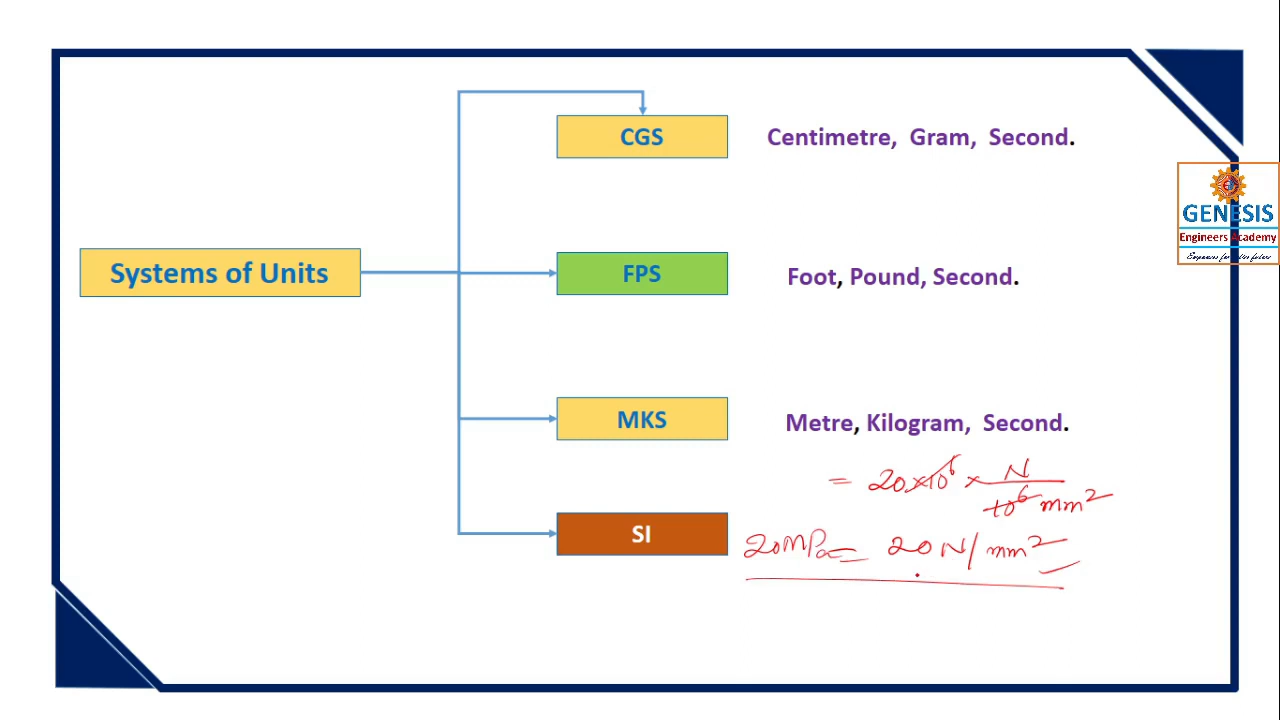 CGS
Centimetre, Gram, Second.
GENESIS
Engineers Academy
Systems of Units
FPS
Foot, Pound, Second.
MKS
Metre, Kilogram, Second.
= 20×10⁶ × N / 10⁶ mm²
SI
20MPa = 20 N/mm²